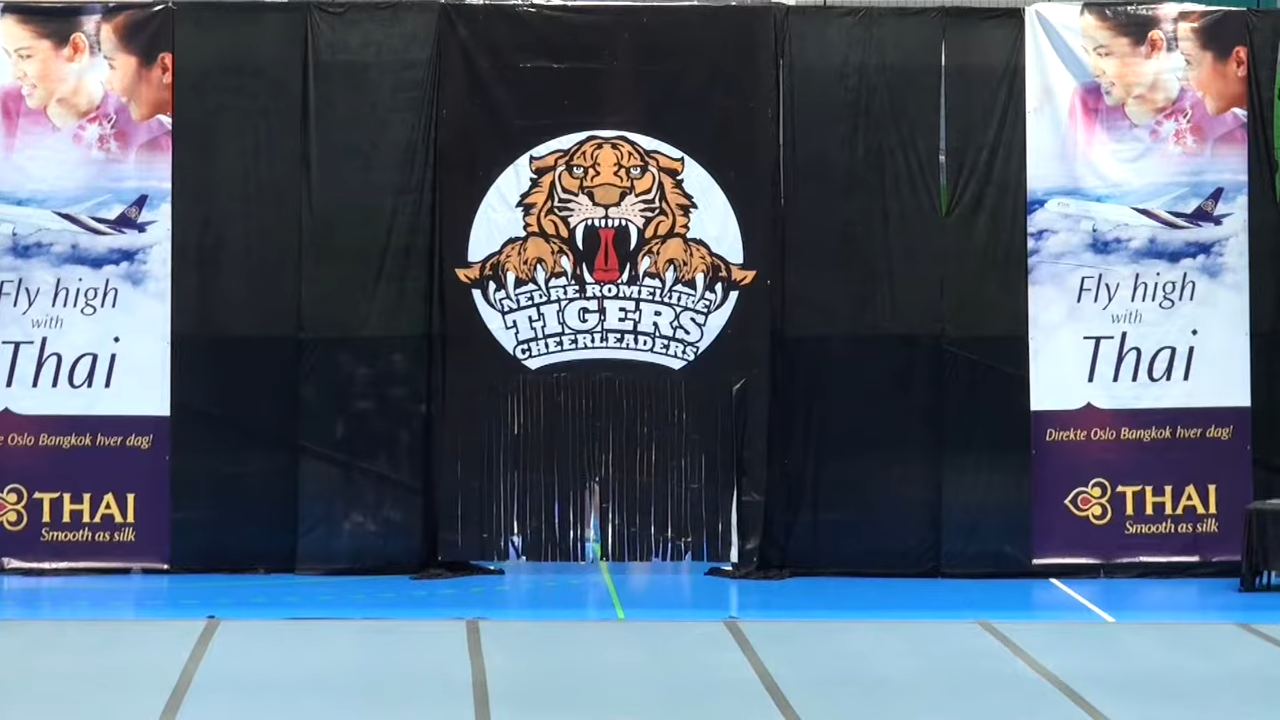 Fly high
with
Thai
e Oslo Bangkok hver dag!
THAI
Smooth as silk
NEDRE ROMERIKE
TIGERS
CHEERLEADERS
Fly high
with
Thai
Direkte Oslo Bangkok hver dag!
THAI
Smooth as silk